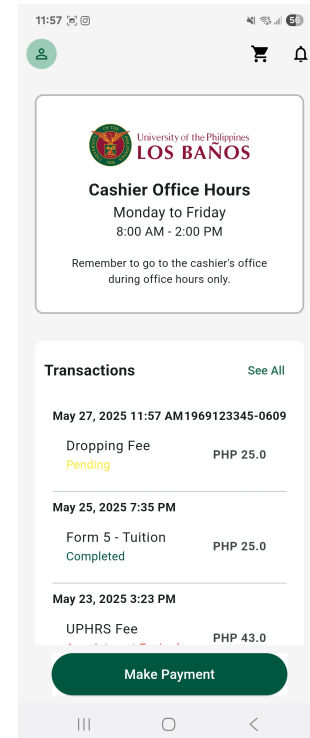 11:57
56
University of the Philippines
LOS BAÑOS
Cashier Office Hours
Monday to Friday
8:00 AM - 2:00 PM
Remember to go to the cashier's office
during office hours only.
Transactions
See All
May 27, 2025 11:57 AM 1969123345-0609
Dropping Fee
PHP 25.0
Pending
May 25, 2025 7:35 PM
Form 5 - Tuition
PHP 25.0
Completed
May 23, 2025 3:23 PM
UPHRS Fee
PHP 43.0
Make Payment